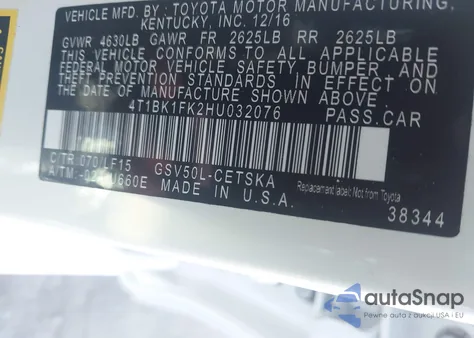 VEHICLE MFD. BY: TOYOTA MOTOR MANUFACTURING,
KENTUCKY, INC. 12/16
GVWR 4630LB GAWR FR 2625LB RR 2625LB
THIS VEHICLE CONFORMS TO ALL APPLICABLE
FEDERAL MOTOR VEHICLE SAFETY, BUMPER, AND
THEFT PREVENTION STANDARDS IN EFFECT ON
THE DATE OF MANUFACTURE SHOWN ABOVE.
4T1BK1FK2HU032076 PASS.CAR
C/TR 070/LF15 GSV50L-CETSKA
A/TM. U660E MADE IN U.S.A.
Replacement label: Not from Toyota
38344
autoSnap
Pewne auta z aukcji USA i EU